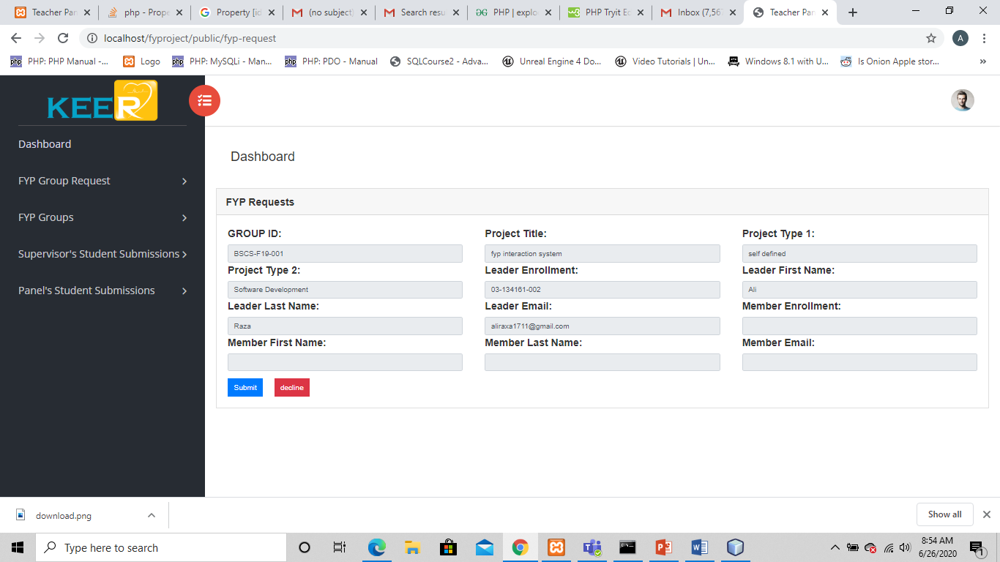 Teacher Par
php - Prope
Property [id
(no subject)
Search resu
PHP | explo
PHP Tryit Ec
Inbox (7,567
Teacher Par
localhost/fyproject/public/fyp-request
A
PHP: PHP Manual -...
Logo
PHP: MySQLi - Man...
PHP: PDO - Manual
SQLCourse2 - Adva...
Unreal Engine 4 Do...
Video Tutorials | Un...
Windows 8.1 with U...
Is Onion Apple stor...
»
KEER
Dashboard
FYP Group Request
FYP Groups
Supervisor's Student Submissions
Panel's Student Submissions
Dashboard
FYP Requests
GROUP ID: Project Title: Project Type 1:
BSCS-F19-001 fyp interaction system self defined
Project Type 2: Leader Enrollment: Leader First Name:
Software Development 03-134161-002 Ali
Leader Last Name: Leader Email: Member Enrollment:
Raza aliraxa1711@gmail.com
Member First Name: Member Last Name: Member Email:
Submit decline
download.png
Show all
Type here to search
8:54 AM
6/26/2020
1